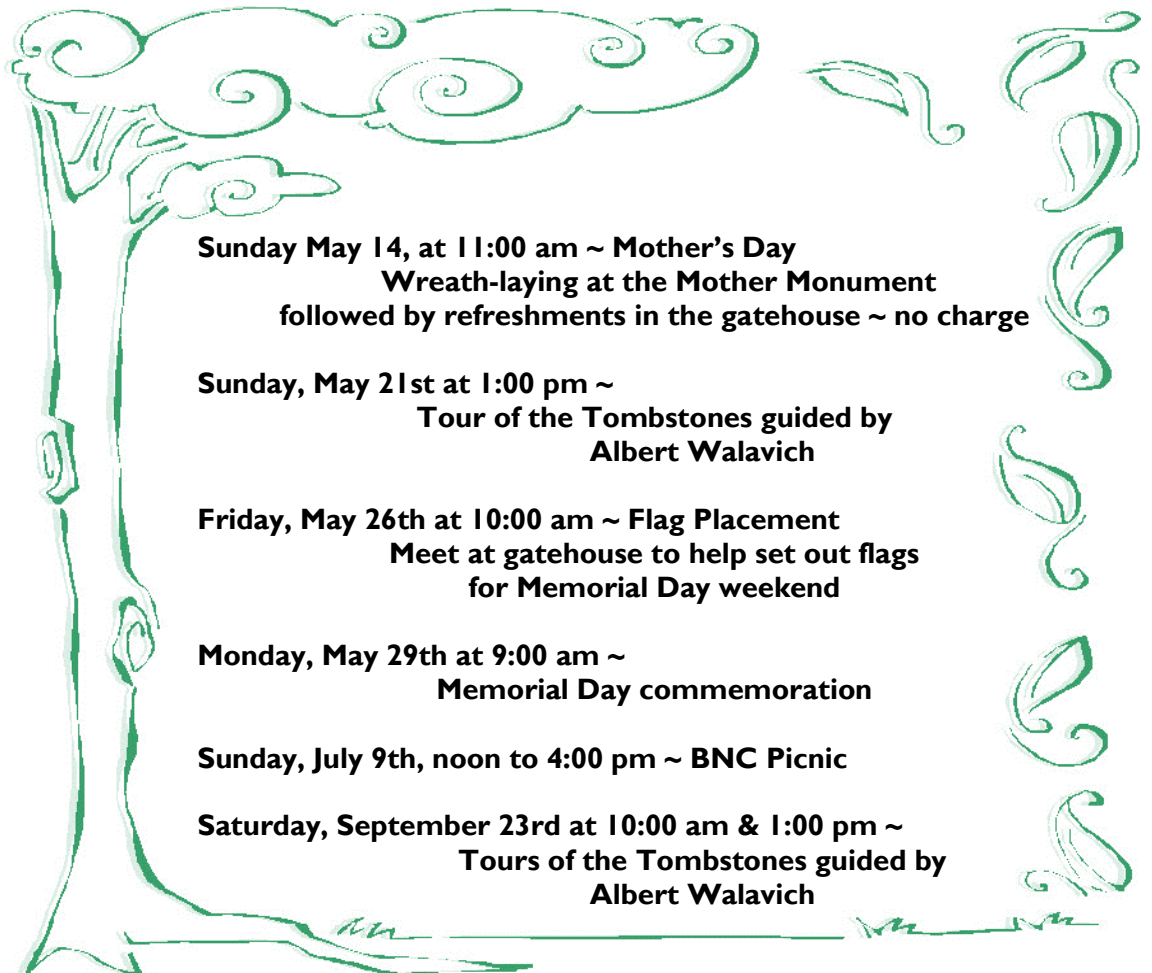 Sunday May 14, at 11:00 am ~ Mother’s Day
Wreath-laying at the Mother Monument
followed by refreshments in the gatehouse ~ no charge
Sunday, May 21st at 1:00 pm ~
Tour of the Tombstones guided by
Albert Walavich
Friday, May 26th at 10:00 am ~ Flag Placement
Meet at gatehouse to help set out flags
for Memorial Day weekend
Monday, May 29th at 9:00 am ~
Memorial Day commemoration
Sunday, July 9th, noon to 4:00 pm ~ BNC Picnic
Saturday, September 23rd at 10:00 am & 1:00 pm ~
Tours of the Tombstones guided by
Albert Walavich